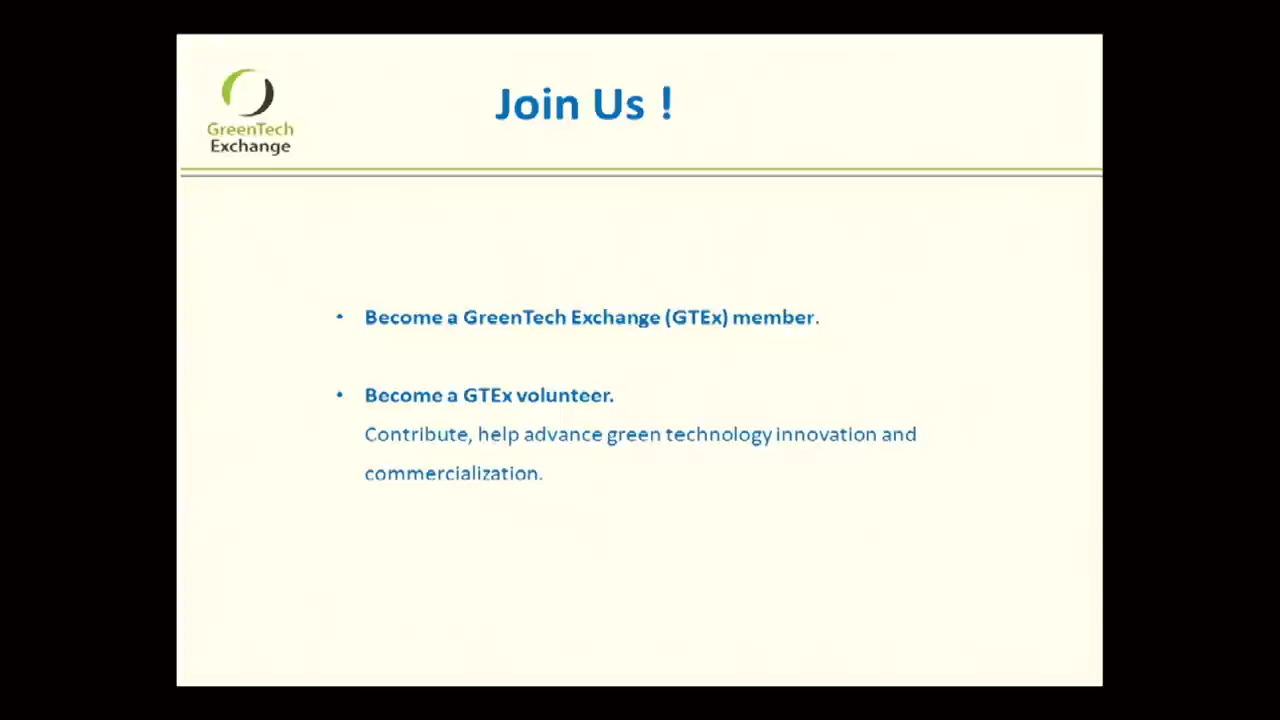 GreenTech
Exchange
Join Us !
• Become a GreenTech Exchange (GTEx) member.
• Become a GTEx volunteer.
Contribute, help advance green technology innovation and
commercialization.